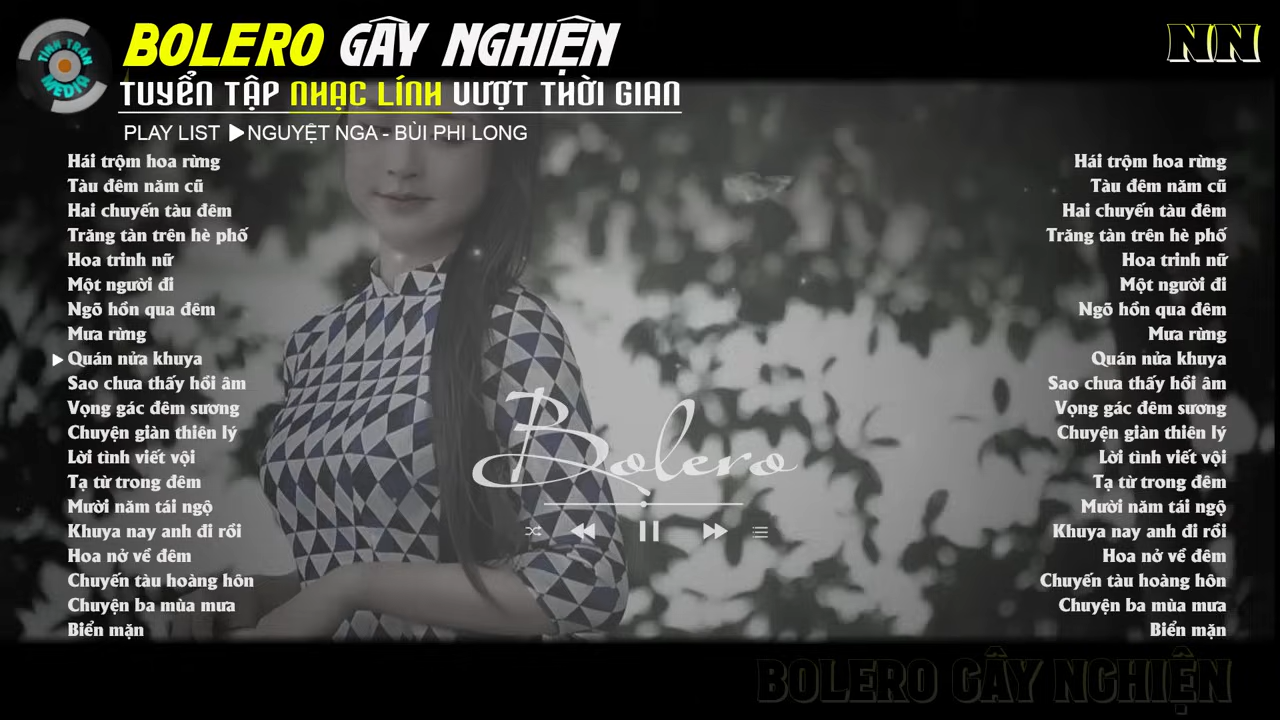 TÌNH TRẦN
MEDIA
BOLERO GÂY NGHIỆN
NN
TUYỂN TẬP NHẠC LÍNH VƯỢT THỜI GIAN
PLAY LIST NGUYỆT NGA - BÙI PHI LONG
Hái trộm hoa rừng
Tàu đêm năm cũ
Hai chuyến tàu đêm
Trăng tàn trên hè phố
Hoa trinh nữ
Một người đi
Ngõ hồn qua đêm
Mưa rừng
Quán nửa khuya
Sao chưa thấy hồi âm
Vọng gác đêm sương
Chuyện giàn thiên lý
Lời tình viết vội
Tạ từ trong đêm
Mười năm tái ngộ
Khuya nay anh đi rồi
Hoa nở về đêm
Chuyến tàu hoàng hôn
Chuyện ba mùa mưa
Biển mặn
Hái trộm hoa rừng
Tàu đêm năm cũ
Hai chuyến tàu đêm
Trăng tàn trên hè phố
Hoa trinh nữ
Một người đi
Ngõ hồn qua đêm
Mưa rừng
Quán nửa khuya
Sao chưa thấy hồi âm
Vọng gác đêm sương
Chuyện giàn thiên lý
Lời tình viết vội
Tạ từ trong đêm
Mười năm tái ngộ
Khuya nay anh đi rồi
Hoa nở về đêm
Chuyến tàu hoàng hôn
Chuyện ba mùa mưa
Biển mặn
Bolero
BOLERO GÂY NGHIỆN